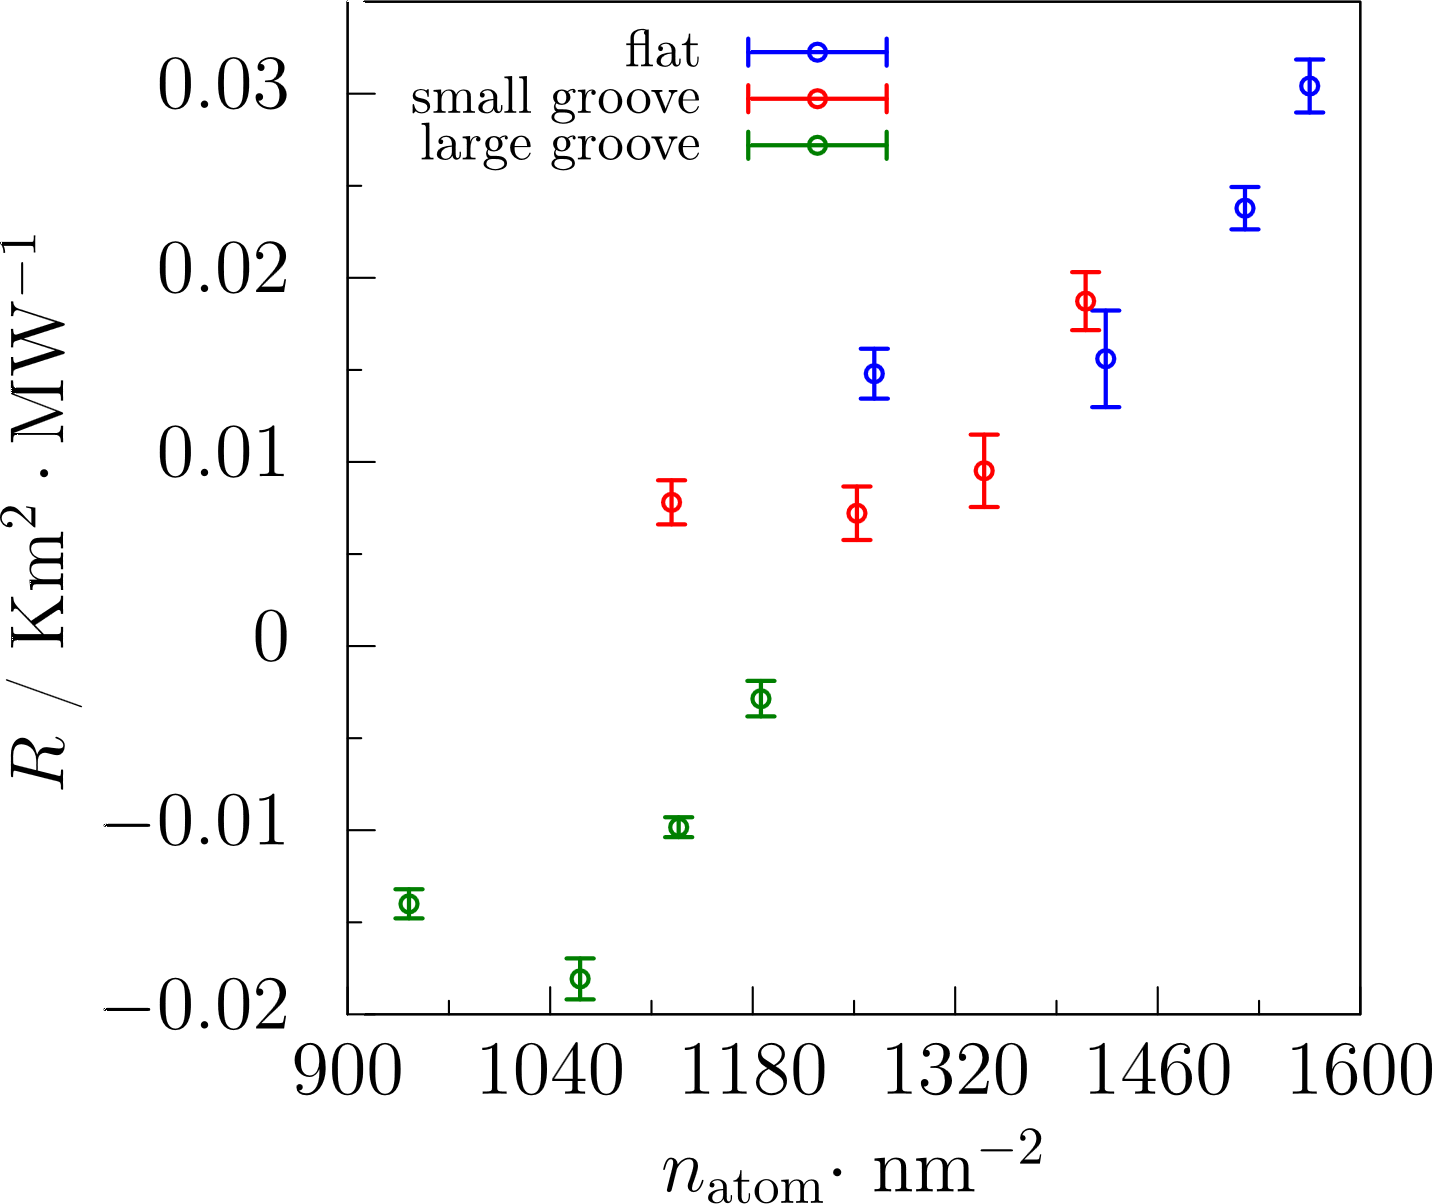 flat
small groove
large groove
0.03
0.02
0.01
0
−0.01
−0.02
R / Km² · MW⁻¹
900 1040 1180 1320 1460 1600
n_atom · nm⁻²